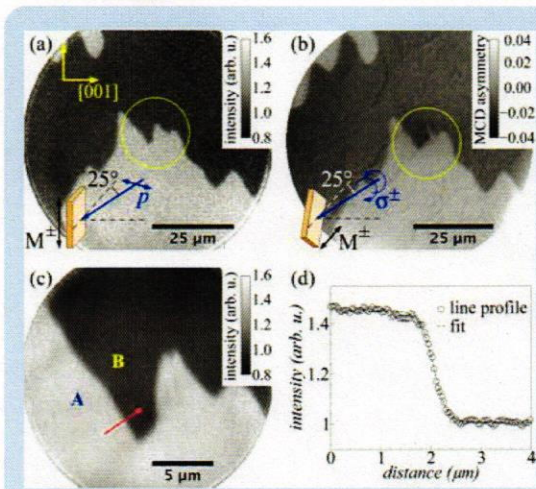 (a)
[001]
1.6
1.4
1.2
1.0
0.8
intensity (arb. u.)
25°
p
M±
25 µm
(b)
0.04
0.02
0.00
−0.02
−0.04
MCD asymmetry
25°
σ±
M±
25 µm
(c)
1.6
1.4
1.2
1.0
0.8
intensity (arb. u.)
B
A
5 µm
(d)
line profile
fit
intensity (arb. u.)
1.4
1.2
1
0 1 2 3 4
distance (µm)